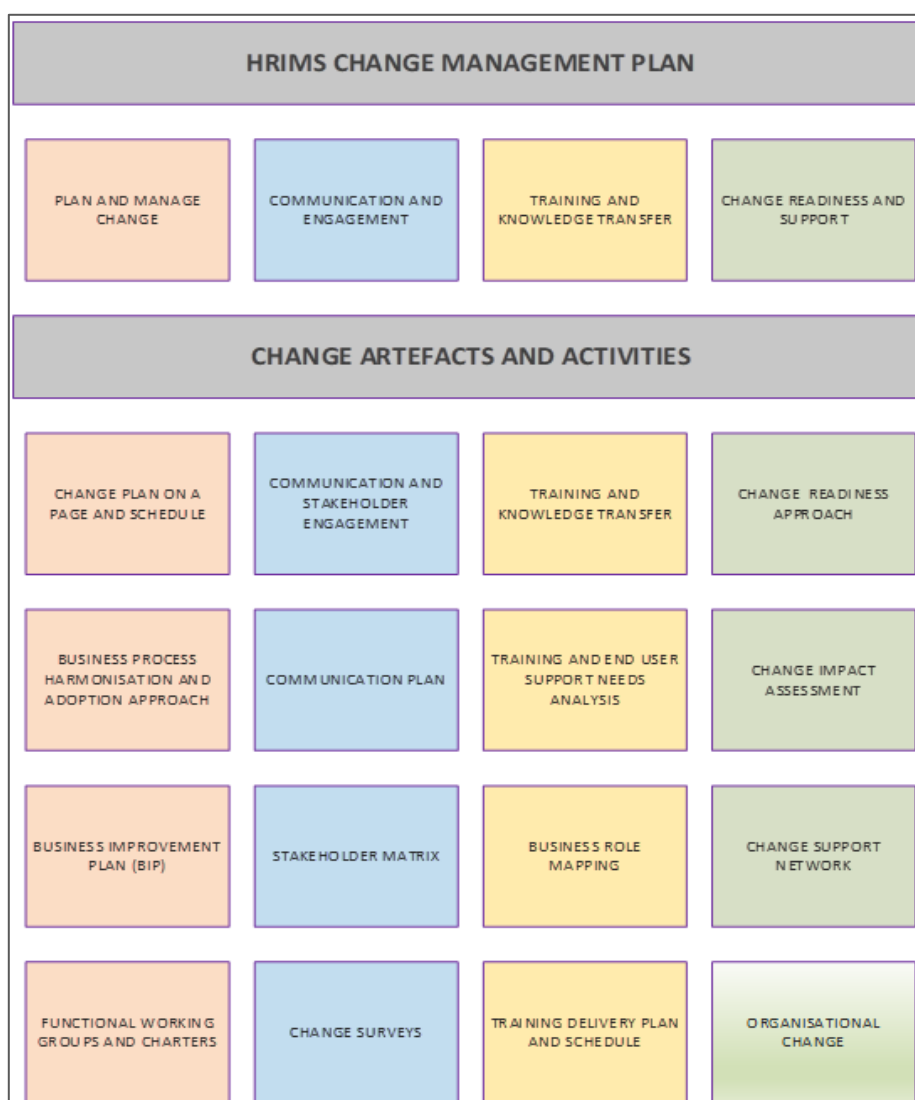 HRIMS CHANGE MANAGEMENT PLAN
PLAN AND MANAGE
CHANGE
COMMUNICATION AND
ENGAGEMENT
TRAINING AND
KNOWLEDGE TRANSFER
CHANGE READINESS AND
SUPPORT
CHANGE ARTEFACTS AND ACTIVITIES
CHANGE PLAN ON A
PAGE AND SCHEDULE
COMMUNICATION AND
STAKEHOLDER
ENGAGEMENT
TRAINING AND
KNOWLEDGE TRANSFER
CHANGE READINESS
APPROACH
BUSINESS PROCESS
HARMONISATION AND
ADOPTION APPROACH
COMMUNICATION PLAN
TRAINING AND END USER
SUPPORT NEEDS
ANALYSIS
CHANGE IMPACT
ASSESSMENT
BUSINESS IMPROVEMENT
PLAN (BIP)
STAKEHOLDER MATRIX
BUSINESS ROLE
MAPPING
CHANGE SUPPORT
NETWORK
FUNCTIONAL WORKING
GROUPS AND CHARTERS
CHANGE SURVEYS
TRAINING DELIVERY PLAN
AND SCHEDULE
ORGANISATIONAL
CHANGE